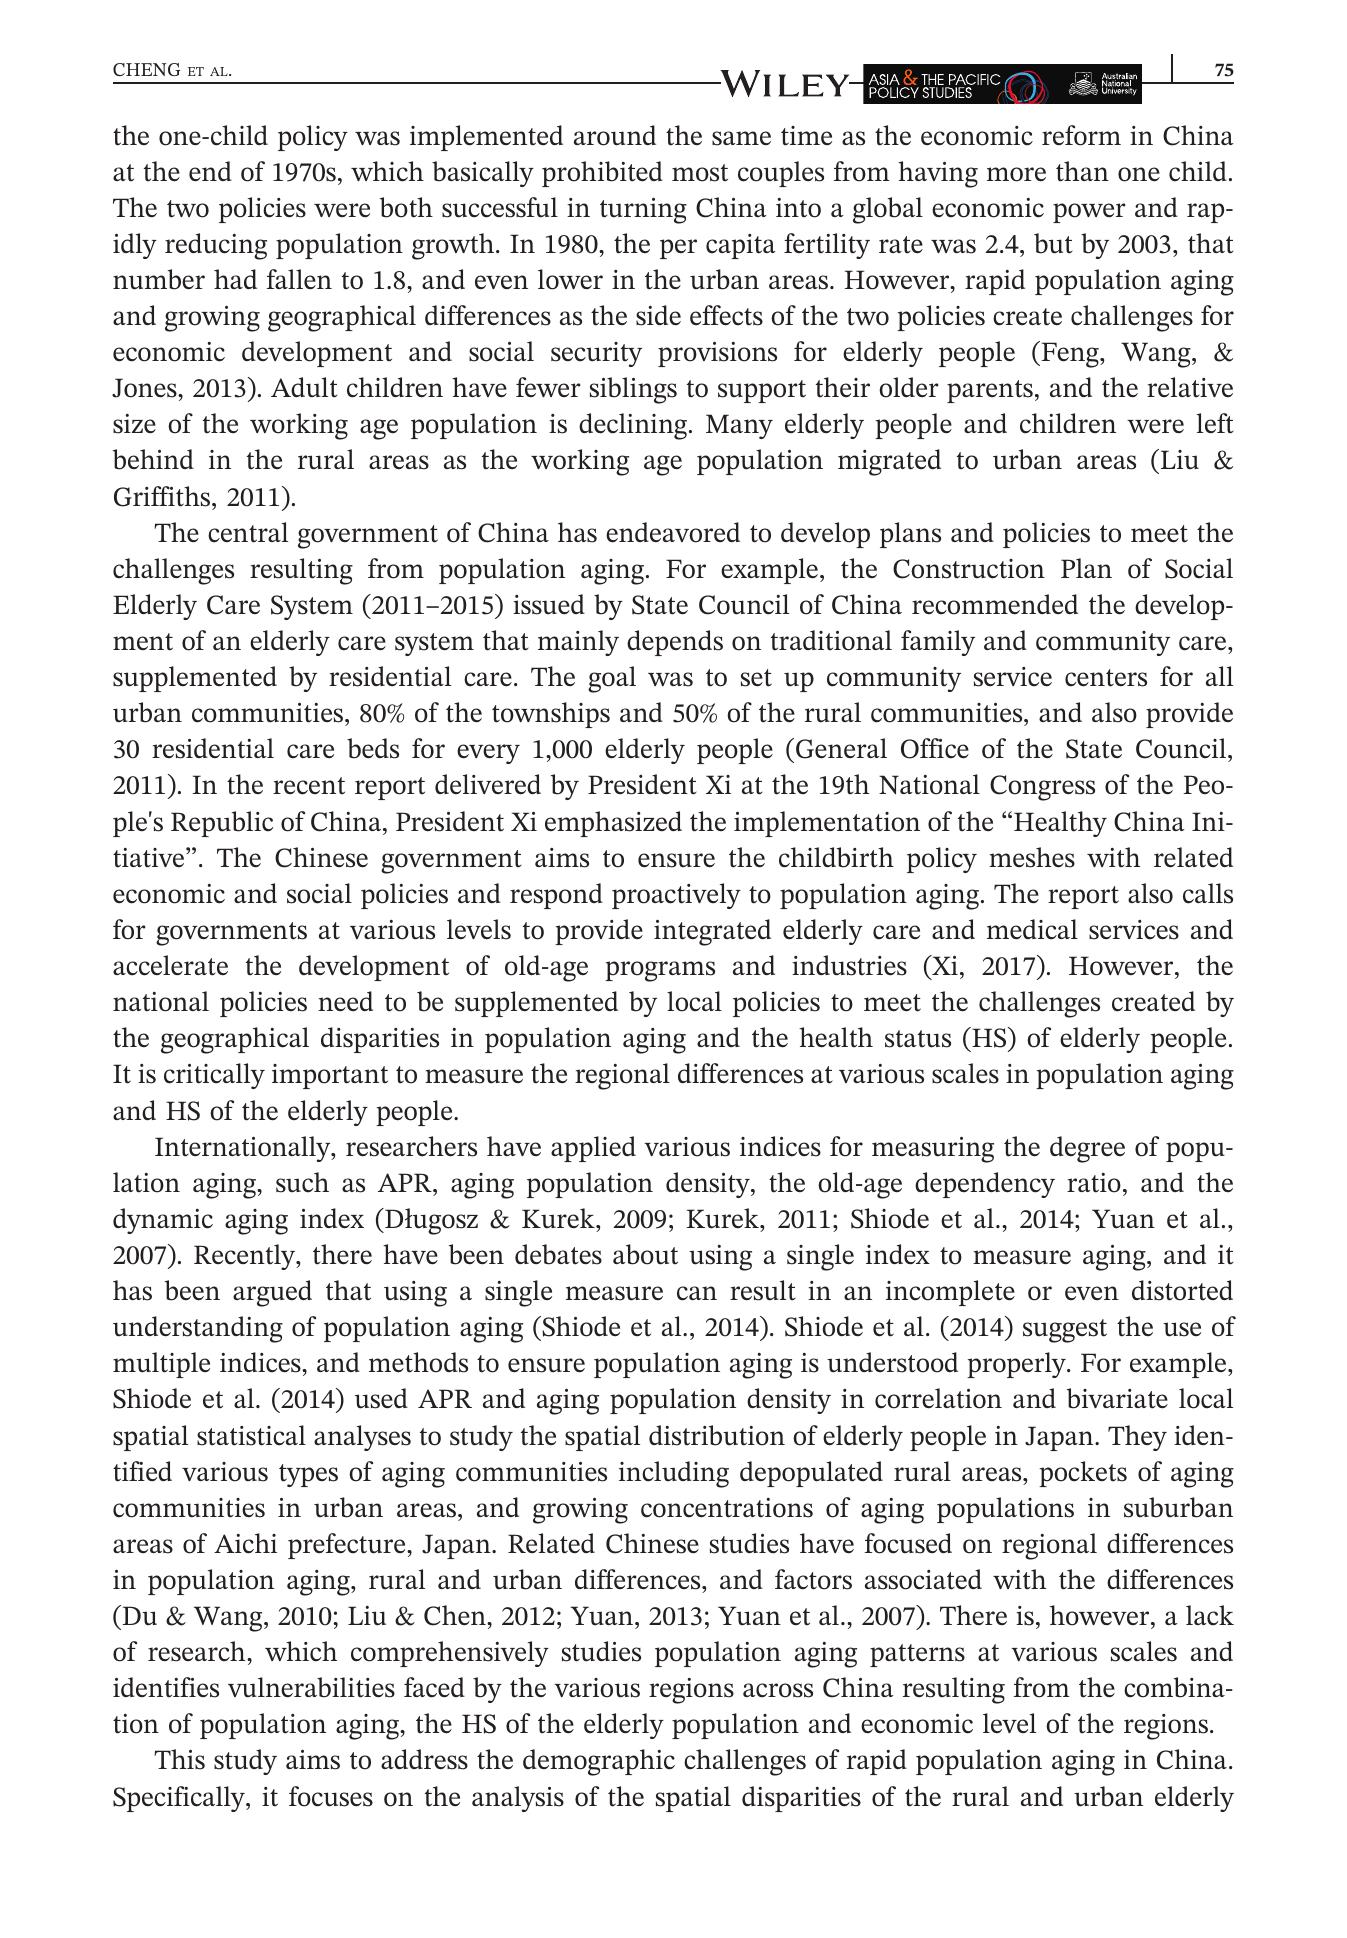 CHENG ET AL.
WILEY
ASIA & THE PACIFIC
POLICY STUDIES
Australian
National
University
75
the one-child policy was implemented around the same time as the economic reform in China
at the end of 1970s, which basically prohibited most couples from having more than one child.
The two policies were both successful in turning China into a global economic power and rap-
idly reducing population growth. In 1980, the per capita fertility rate was 2.4, but by 2003, that
number had fallen to 1.8, and even lower in the urban areas. However, rapid population aging
and growing geographical differences as the side effects of the two policies create challenges for
economic development and social security provisions for elderly people (Feng, Wang, &
Jones, 2013). Adult children have fewer siblings to support their older parents, and the relative
size of the working age population is declining. Many elderly people and children were left
behind in the rural areas as the working age population migrated to urban areas (Liu &
Griffiths, 2011).
The central government of China has endeavored to develop plans and policies to meet the
challenges resulting from population aging. For example, the Construction Plan of Social
Elderly Care System (2011–2015) issued by State Council of China recommended the develop-
ment of an elderly care system that mainly depends on traditional family and community care,
supplemented by residential care. The goal was to set up community service centers for all
urban communities, 80% of the townships and 50% of the rural communities, and also provide
30 residential care beds for every 1,000 elderly people (General Office of the State Council,
2011). In the recent report delivered by President Xi at the 19th National Congress of the Peo-
ple's Republic of China, President Xi emphasized the implementation of the “Healthy China Ini-
tiative”. The Chinese government aims to ensure the childbirth policy meshes with related
economic and social policies and respond proactively to population aging. The report also calls
for governments at various levels to provide integrated elderly care and medical services and
accelerate the development of old-age programs and industries (Xi, 2017). However, the
national policies need to be supplemented by local policies to meet the challenges created by
the geographical disparities in population aging and the health status (HS) of elderly people.
It is critically important to measure the regional differences at various scales in population aging
and HS of the elderly people.
Internationally, researchers have applied various indices for measuring the degree of popu-
lation aging, such as APR, aging population density, the old-age dependency ratio, and the
dynamic aging index (Długosz & Kurek, 2009; Kurek, 2011; Shiode et al., 2014; Yuan et al.,
2007). Recently, there have been debates about using a single index to measure aging, and it
has been argued that using a single measure can result in an incomplete or even distorted
understanding of population aging (Shiode et al., 2014). Shiode et al. (2014) suggest the use of
multiple indices, and methods to ensure population aging is understood properly. For example,
Shiode et al. (2014) used APR and aging population density in correlation and bivariate local
spatial statistical analyses to study the spatial distribution of elderly people in Japan. They iden-
tified various types of aging communities including depopulated rural areas, pockets of aging
communities in urban areas, and growing concentrations of aging populations in suburban
areas of Aichi prefecture, Japan. Related Chinese studies have focused on regional differences
in population aging, rural and urban differences, and factors associated with the differences
(Du & Wang, 2010; Liu & Chen, 2012; Yuan, 2013; Yuan et al., 2007). There is, however, a lack
of research, which comprehensively studies population aging patterns at various scales and
identifies vulnerabilities faced by the various regions across China resulting from the combina-
tion of population aging, the HS of the elderly population and economic level of the regions.
This study aims to address the demographic challenges of rapid population aging in China.
Specifically, it focuses on the analysis of the spatial disparities of the rural and urban elderly